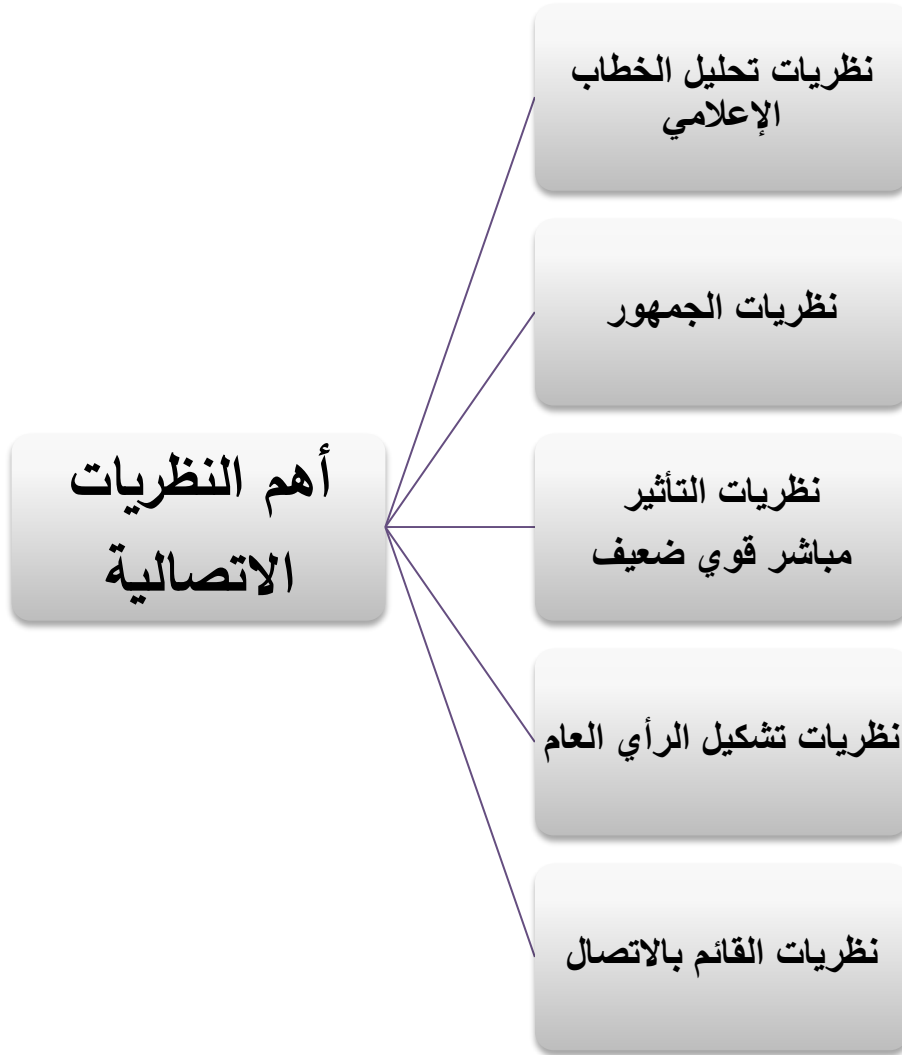 أهم النظريات
الاتصالية
نظريات تحليل الخطاب
الإعلامي
نظريات الجمهور
نظريات التأثير
مباشر قوي ضعيف
نظريات تشكيل الرأي العام
نظريات القائم بالاتصال